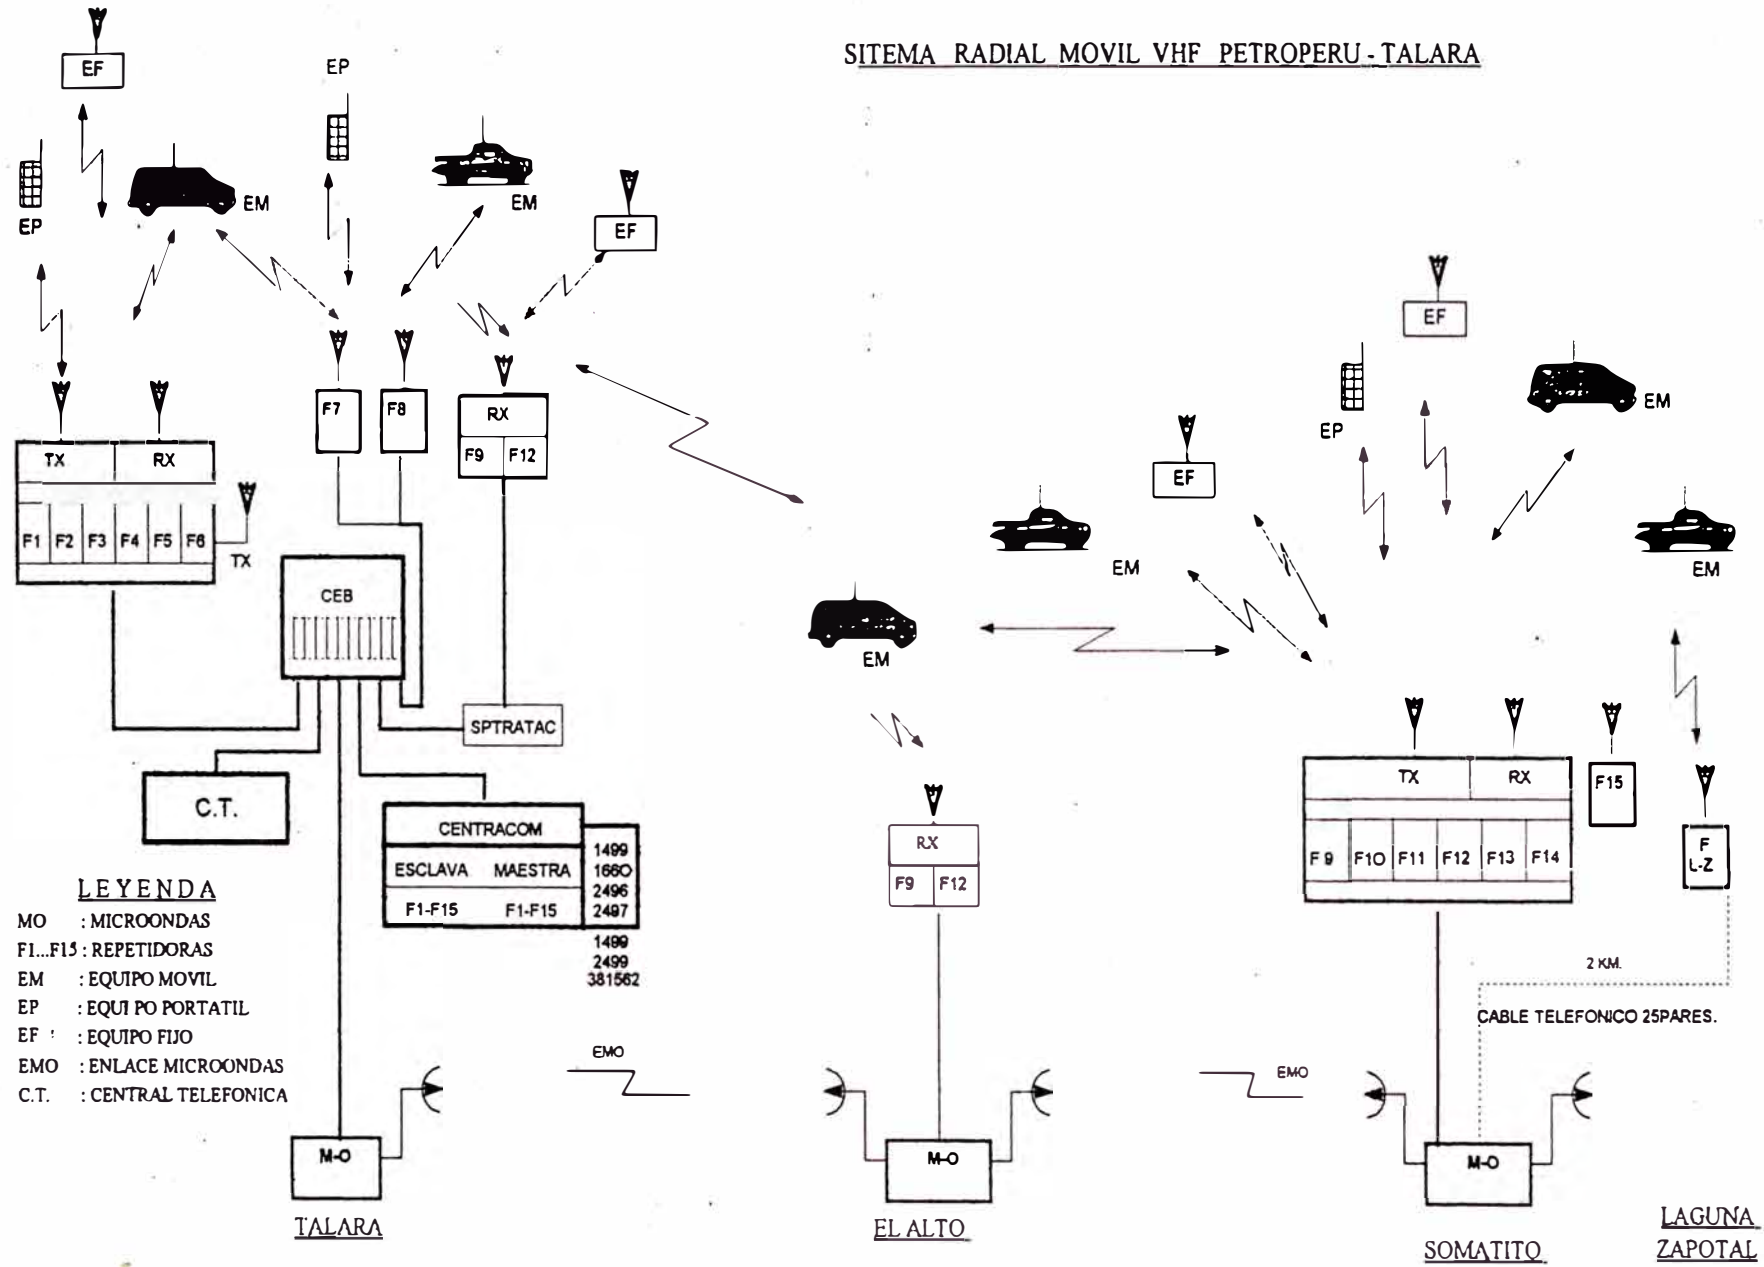 SITEMA RADIAL MOVIL VHF PETROPERU - TALARA
EF
EP
EP
EM
EM
EF
EF
EP
EM
EF
EM
EM
EM
F7
F8
RX
F9 F12
TX RX
F1 F2 F3 F4 F5 F6
TX
CEB
SPTRATAC
C.T.
CENTRACOM
ESCLAVA MAESTRA
F1-F15 F1-F15
1499
1660
2496
2497
1499
2499
381562
RX
F9 F12
TX RX
F9 F10 F11 F12 F13 F14
F15
F
L-Z
2 KM.
CABLE TELEFONICO 25PARES.
LEYENDA
MO : MICROONDAS
F1...F15 : REPETIDORAS
EM : EQUIPO MOVIL
EP : EQUIPO PORTATIL
EF : EQUIPO FIJO
EMO : ENLACE MICROONDAS
C.T. : CENTRAL TELEFONICA
EMO
EMO
M-O
M-O
M-O
TALARA
EL ALTO
SOMATITO
LAGUNA
ZAPOTAL